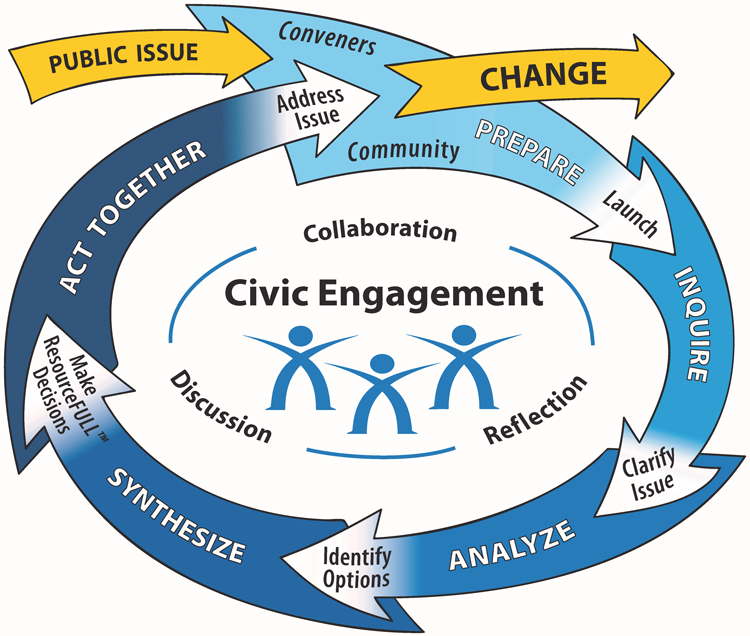 PUBLIC ISSUE
Conveners
CHANGE
Address
Issue
Community
PREPARE
Launch
INQUIRE
Clarify
Issue
ANALYZE
Identify
Options
SYNTHESIZE
Make
ResourceFULL™
Decisions
ACT TOGETHER
Collaboration
Civic Engagement
Discussion
Reflection